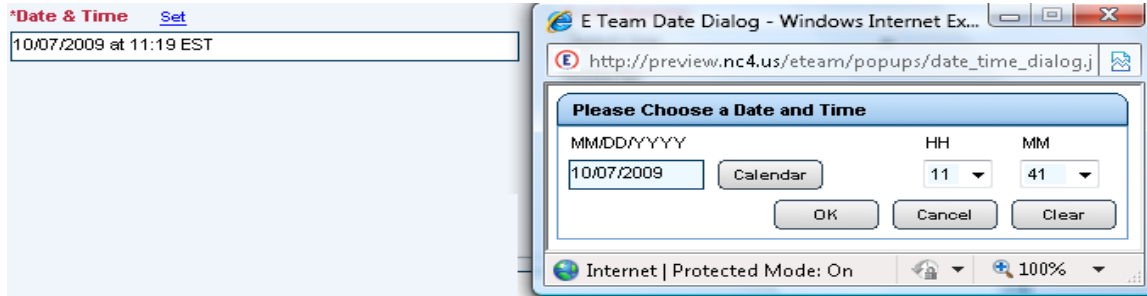 *Date & Time Set
10/07/2009 at 11:19 EST
E Team Date Dialog - Windows Internet Ex...
http://preview.nc4.us/eteam/popups/date_time_dialog.j
Please Choose a Date and Time
MM/DD/YYYY HH MM
10/07/2009 Calendar 11 41
OK Cancel Clear
Internet | Protected Mode: On 100%